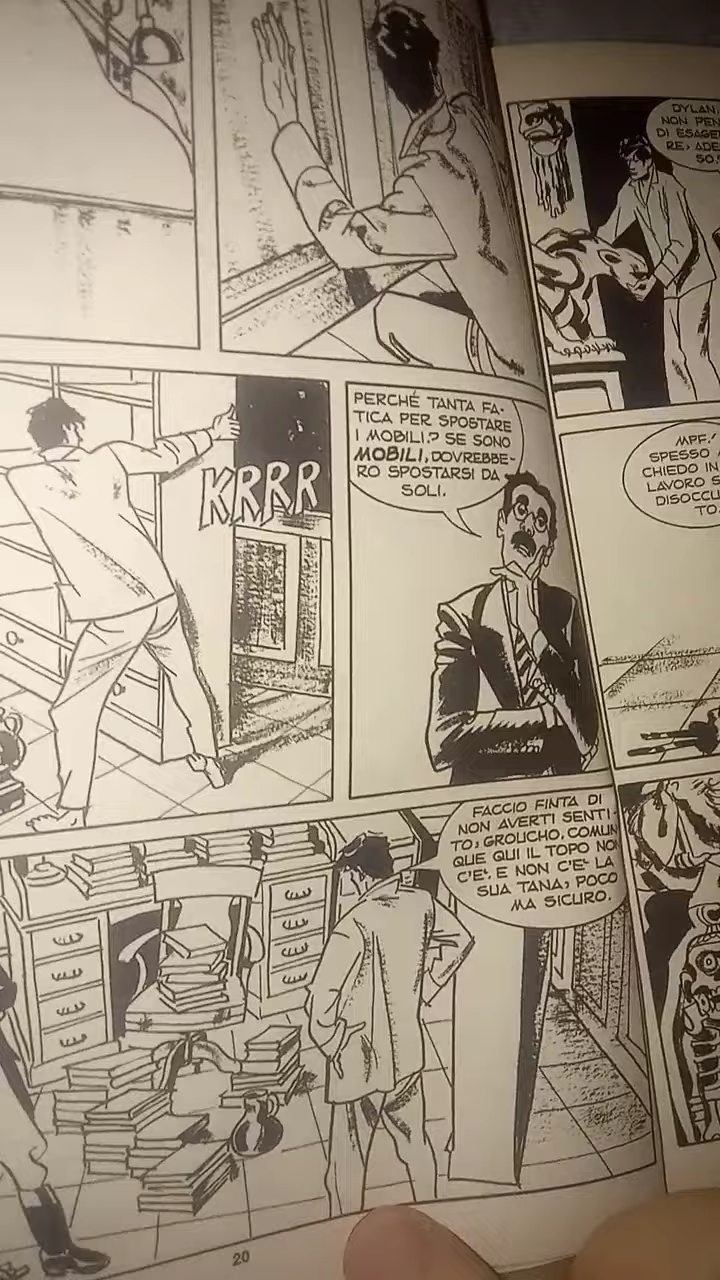 PERCHÉ TANTA FA-
TICA PER SPOSTARE
I MOBILI? SE SONO
MOBILI, DOVREBBE-
RO SPOSTARSI DA
SOLI.
KRRR
FACCIO FINTA DI
NON AVERTI SENTI-
TO, GROUCHO, COMUN
QUE QUI IL TOPO NON
C'E'. E NON C'E' LA
SUA TANA, POCO
MA SICURO.
20
DYLAN,
NON PEN
DI ESAGE
RE, ADE
SO.
MPF!
SPESSO
CHIEDO IN
LAVORO S
DISOCCU
TO.